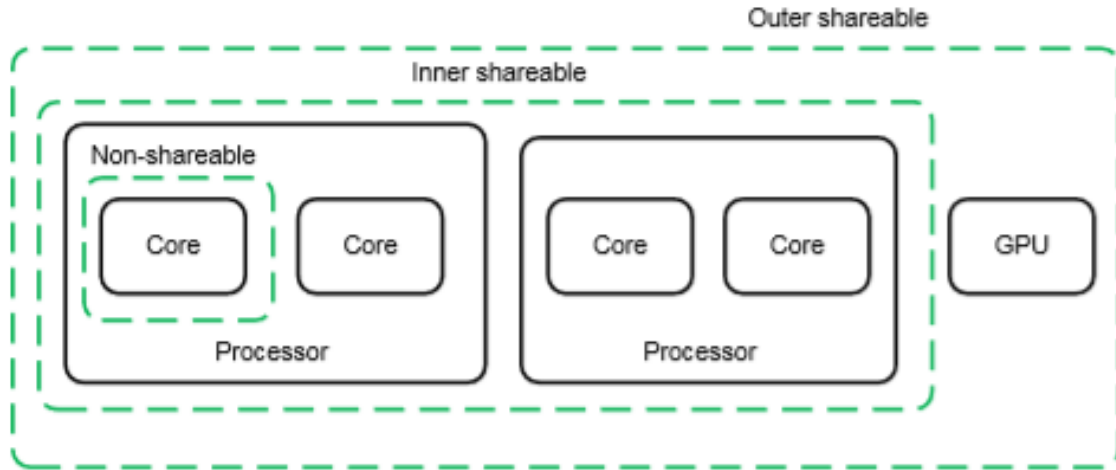 Outer shareable
Inner shareable
Non-shareable
Core
Core
Core
Core
GPU
Processor
Processor